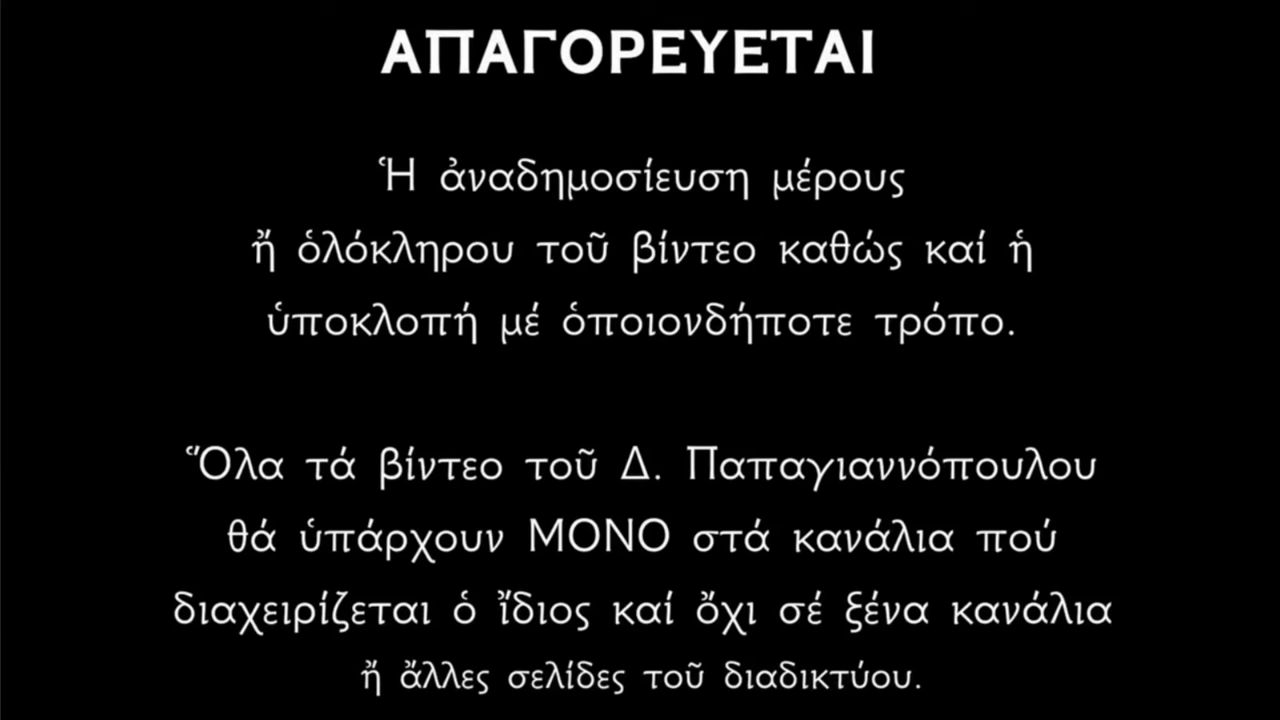 ΑΠΑΓΟΡΕΥΕΤΑΙ
Ἡ ἀναδημοσίευση μέρους
ἤ ὁλόκληρου τοῦ βίντεο καθώς καί ἡ
ὑποκλοπή μέ ὁποιονδήποτε τρόπο.
Ὅλα τά βίντεο τοῦ Δ. Παπαγιαννόπουλου
θά ὑπάρχουν ΜΟΝΟ στά κανάλια πού
διαχειρίζεται ὁ ἴδιος καί ὄχι σέ ξένα κανάλια
ἤ ἄλλες σελίδες τοῦ διαδικτύου.